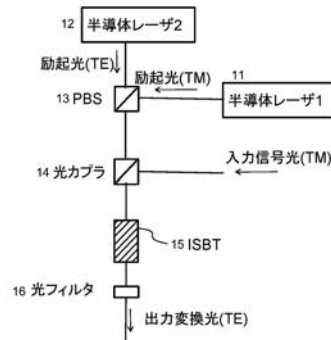 12 半導体レーザ2
励起光(TE)
励起光(TM)
11
13 PBS
半導体レーザ1
入力信号光(TM)
14 光カプラ
15 ISBT
16 光フィルタ
出力変換光(TE)